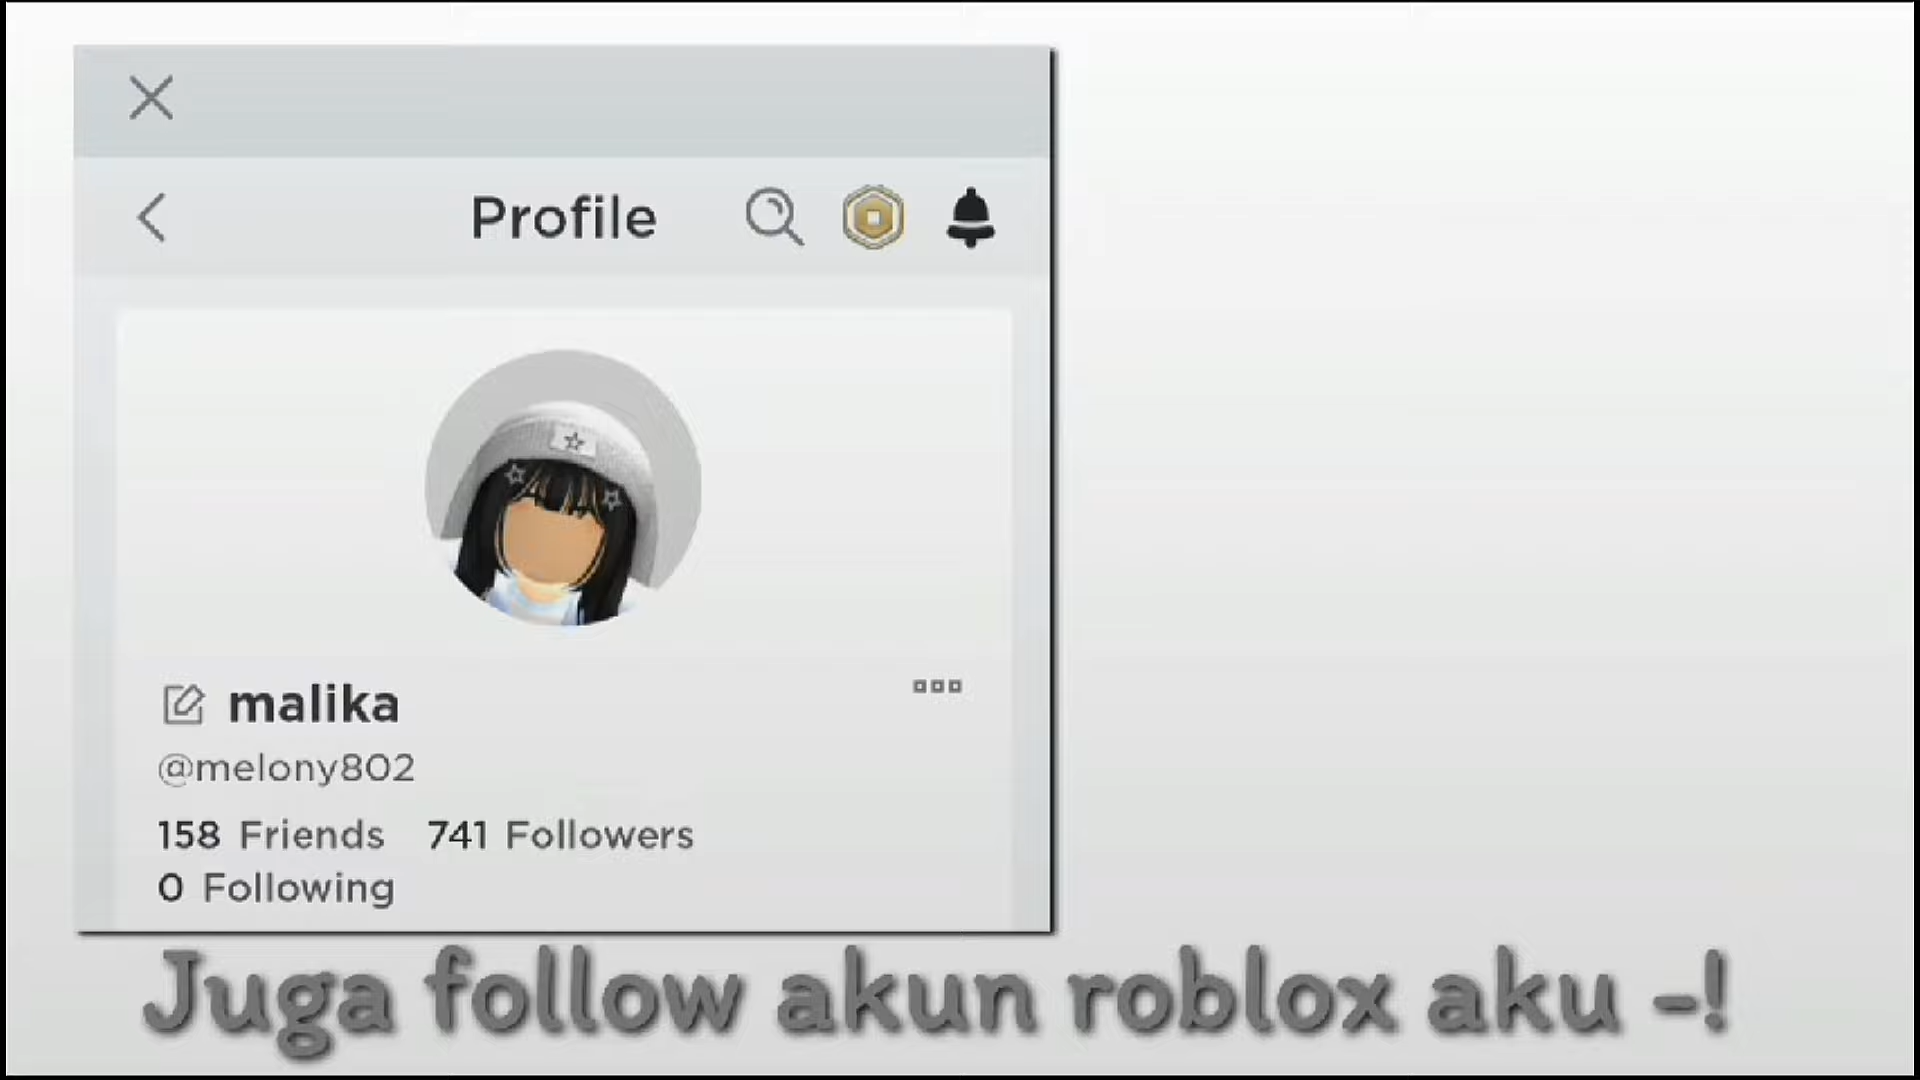 Profile
malika
@melony802
158 Friends 741 Followers
0 Following
Juga follow akun roblox aku -!